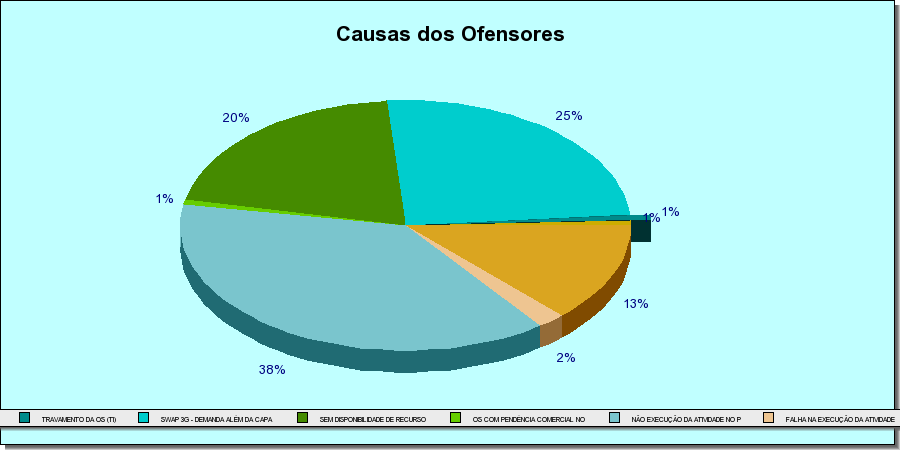 Causas dos Ofensores
20%
25%
1%
1%
1%
13%
2%
38%
TRAVAMENTO DA OS (TI)
SWAP 3G - DEMANDA ALÉM DA CAPA
SEM DISPONIBILIDADE DE RECURSO
OS COM PENDÊNCIA COMERCIAL NO
NÃO EXECUÇÃO DA ATIVIDADE NO P
FALHA NA EXECUÇÃO DA ATIVIDADE